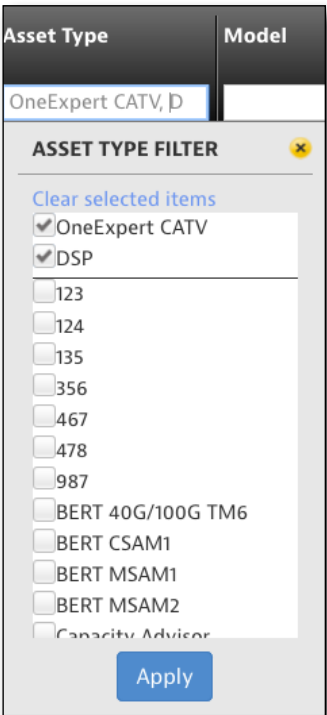 Asset Type Model
OneExpert CATV, D
ASSET TYPE FILTER
Clear selected items
OneExpert CATV
DSP
123
124
135
356
467
478
987
BERT 40G/100G TM6
BERT CSAM1
BERT MSAM1
BERT MSAM2
Capacity Advisor
Apply